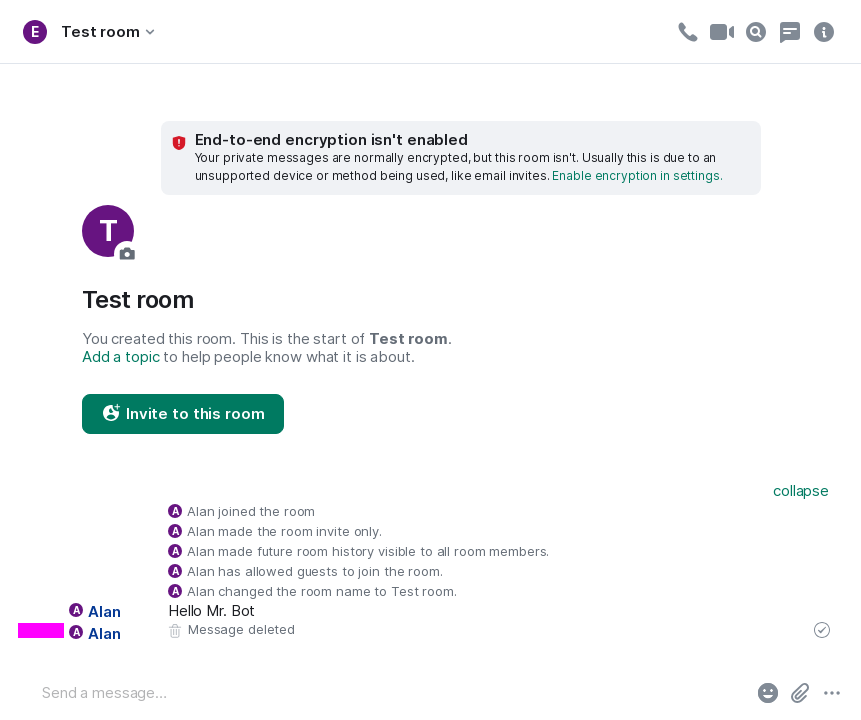 E Test room
End-to-end encryption isn't enabled
Your private messages are normally encrypted, but this room isn't. Usually this is due to an
unsupported device or method being used, like email invites. Enable encryption in settings.
T
Test room
You created this room. This is the start of Test room.
Add a topic to help people know what it is about.
Invite to this room
collapse
A Alan joined the room
A Alan made the room invite only.
A Alan made future room history visible to all room members.
A Alan has allowed guests to join the room.
A Alan changed the room name to Test room.
A Alan Hello Mr. Bot
A Alan Message deleted
Send a message...